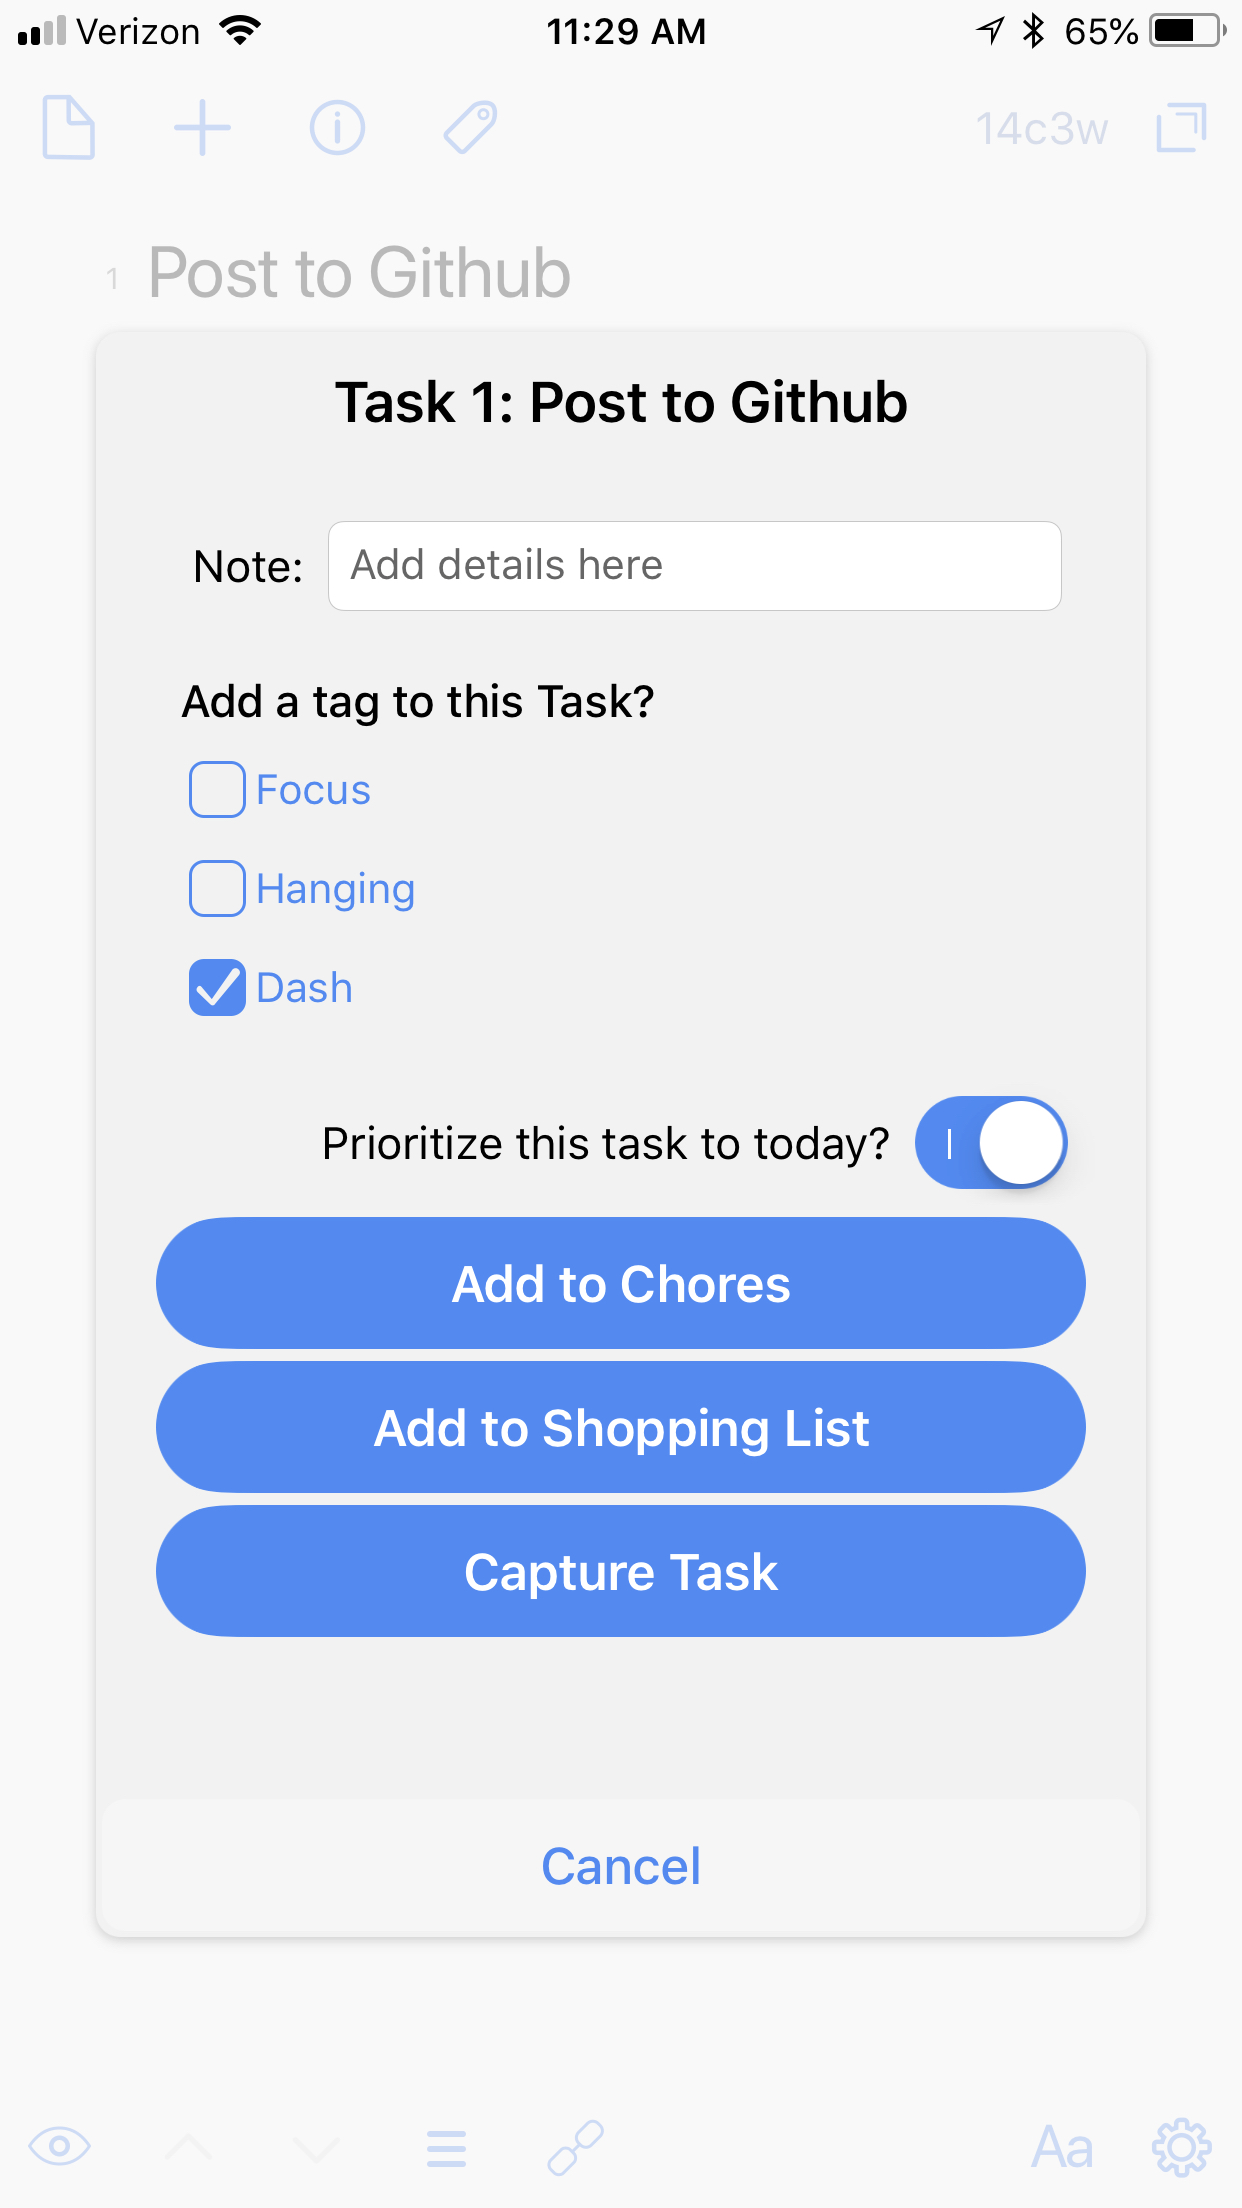 Verizon 11:29 AM 65%
14c3w
1 Post to Github
Task 1: Post to Github
Note: Add details here
Add a tag to this Task?
Focus
Hanging
Dash
Prioritize this task to today?
Add to Chores
Add to Shopping List
Capture Task
Cancel
Aa